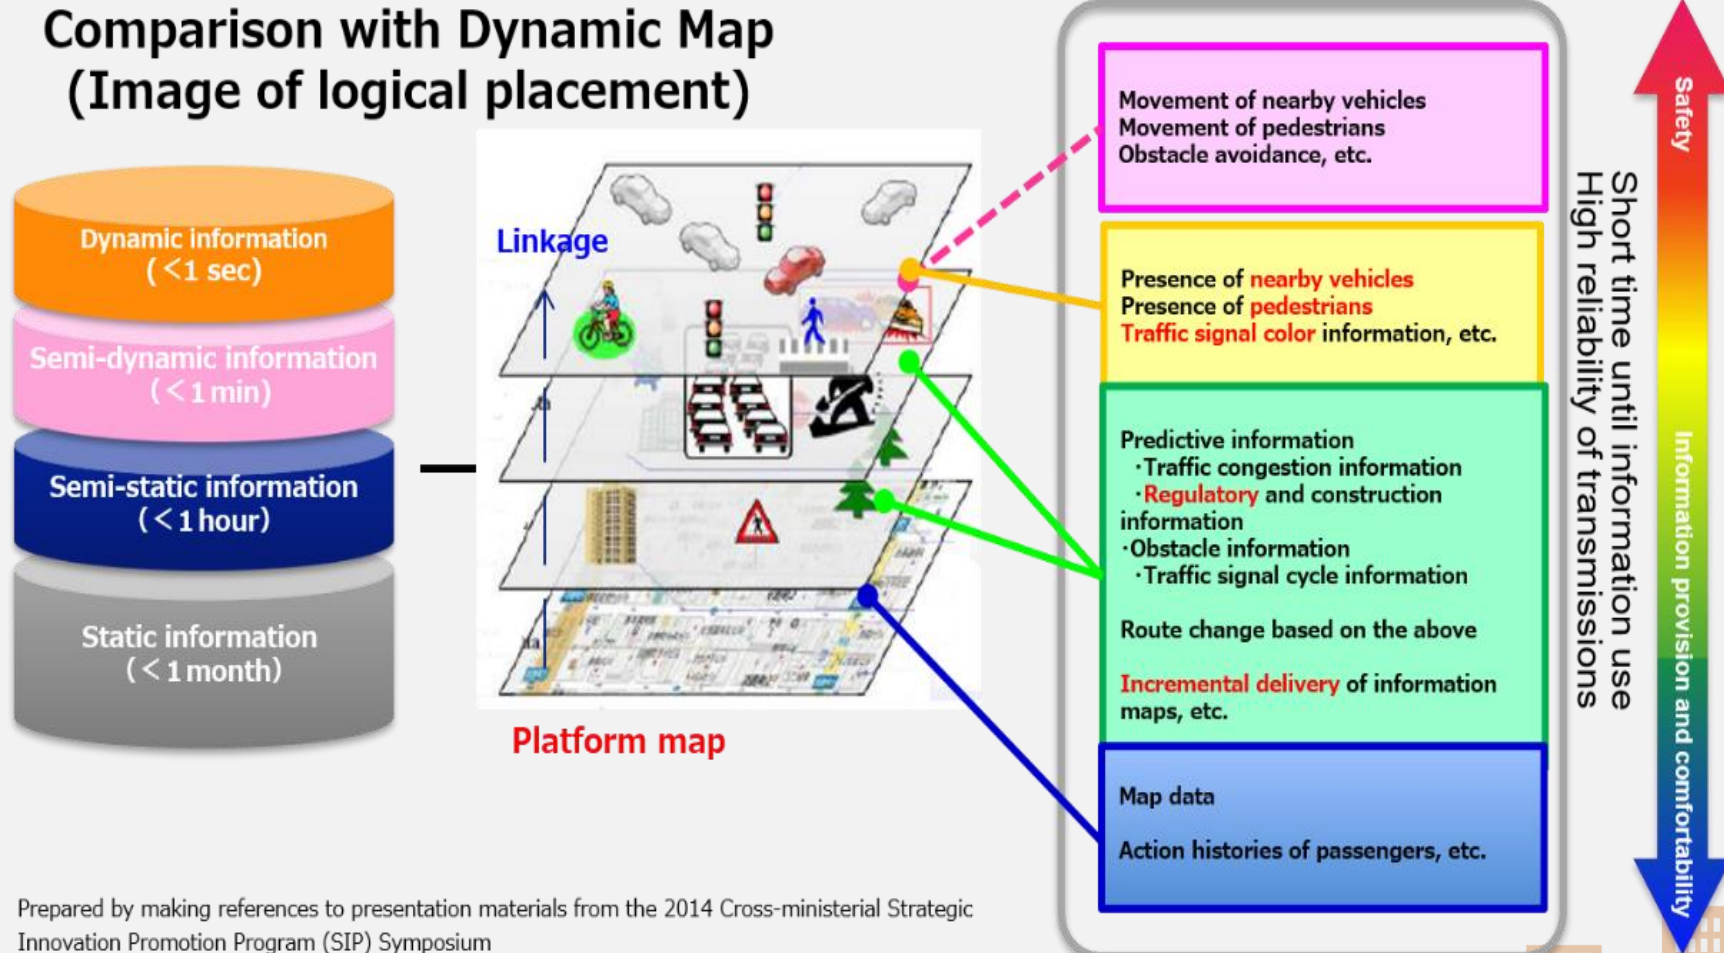 Comparison with Dynamic Map
(Image of logical placement)
Dynamic information
(<1 sec)
Semi-dynamic information
(<1 min)
Semi-static information
(<1 hour)
Static information
(<1 month)
Linkage
Platform map
Movement of nearby vehicles
Movement of pedestrians
Obstacle avoidance, etc.
Presence of nearby vehicles
Presence of pedestrians
Traffic signal color information, etc.
Predictive information
・Traffic congestion information
・Regulatory and construction
information
・Obstacle information
・Traffic signal cycle information
Route change based on the above
Incremental delivery of information
maps, etc.
Map data
Action histories of passengers, etc.
Short time until information use
High reliability of transmissions
Safety
Information provision and comfortability
Prepared by making references to presentation materials from the 2014 Cross-ministerial Strategic
Innovation Promotion Program (SIP) Symposium